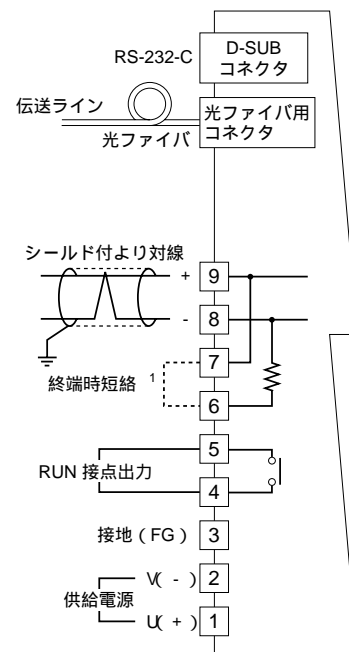 RS-232-C
D-SUB
コネクタ
伝送ライン
光ファイバ
光ファイバ用
コネクタ
シールド付より対線
+ 9
- 8
7
終端時短絡 1
6
5
RUN 接点出力
4
接地 ( FG ) 3
V( - ) 2
供給電源
U( + ) 1